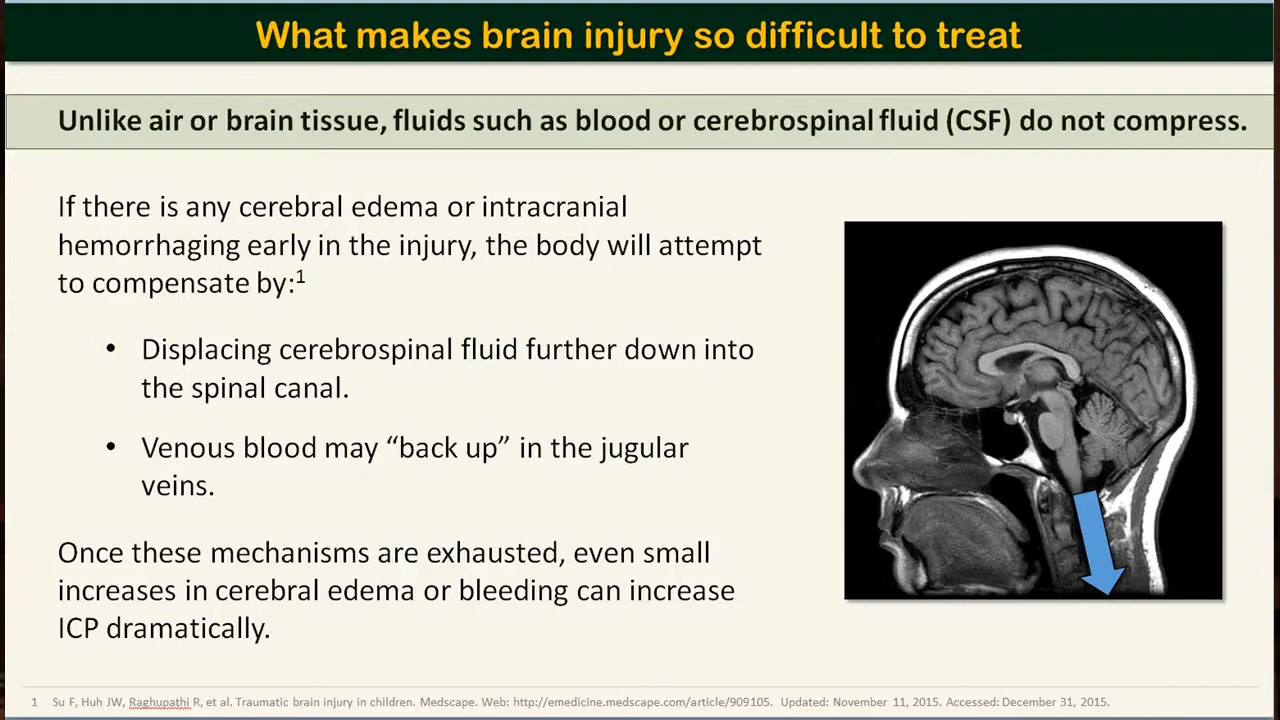 What makes brain injury so difficult to treat
Unlike air or brain tissue, fluids such as blood or cerebrospinal fluid (CSF) do not compress.
If there is any cerebral edema or intracranial
hemorrhaging early in the injury, the body will attempt
to compensate by:¹
• Displacing cerebrospinal fluid further down into
the spinal canal.
• Venous blood may “back up” in the jugular
veins.
Once these mechanisms are exhausted, even small
increases in cerebral edema or bleeding can increase
ICP dramatically.
1 Su F, Huh JW, Raghupathi R, et al. Traumatic brain injury in children. Medscape. Web: http://emedicine.medscape.com/article/909105. Updated: November 11, 2015. Accessed: December 31, 2015.